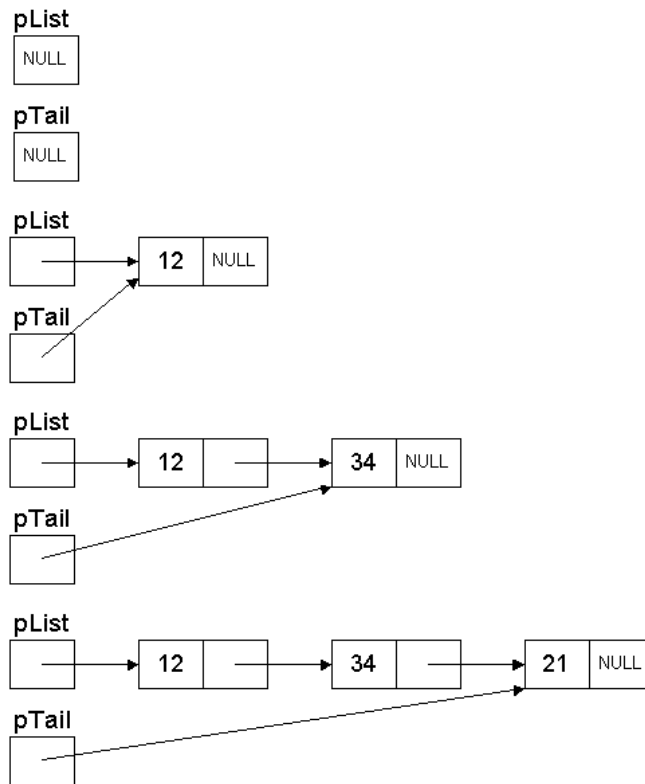 pList
NULL
pTail
NULL
pList
12 NULL
pTail
pList
12 34 NULL
pTail
pList
12 34 21 NULL
pTail